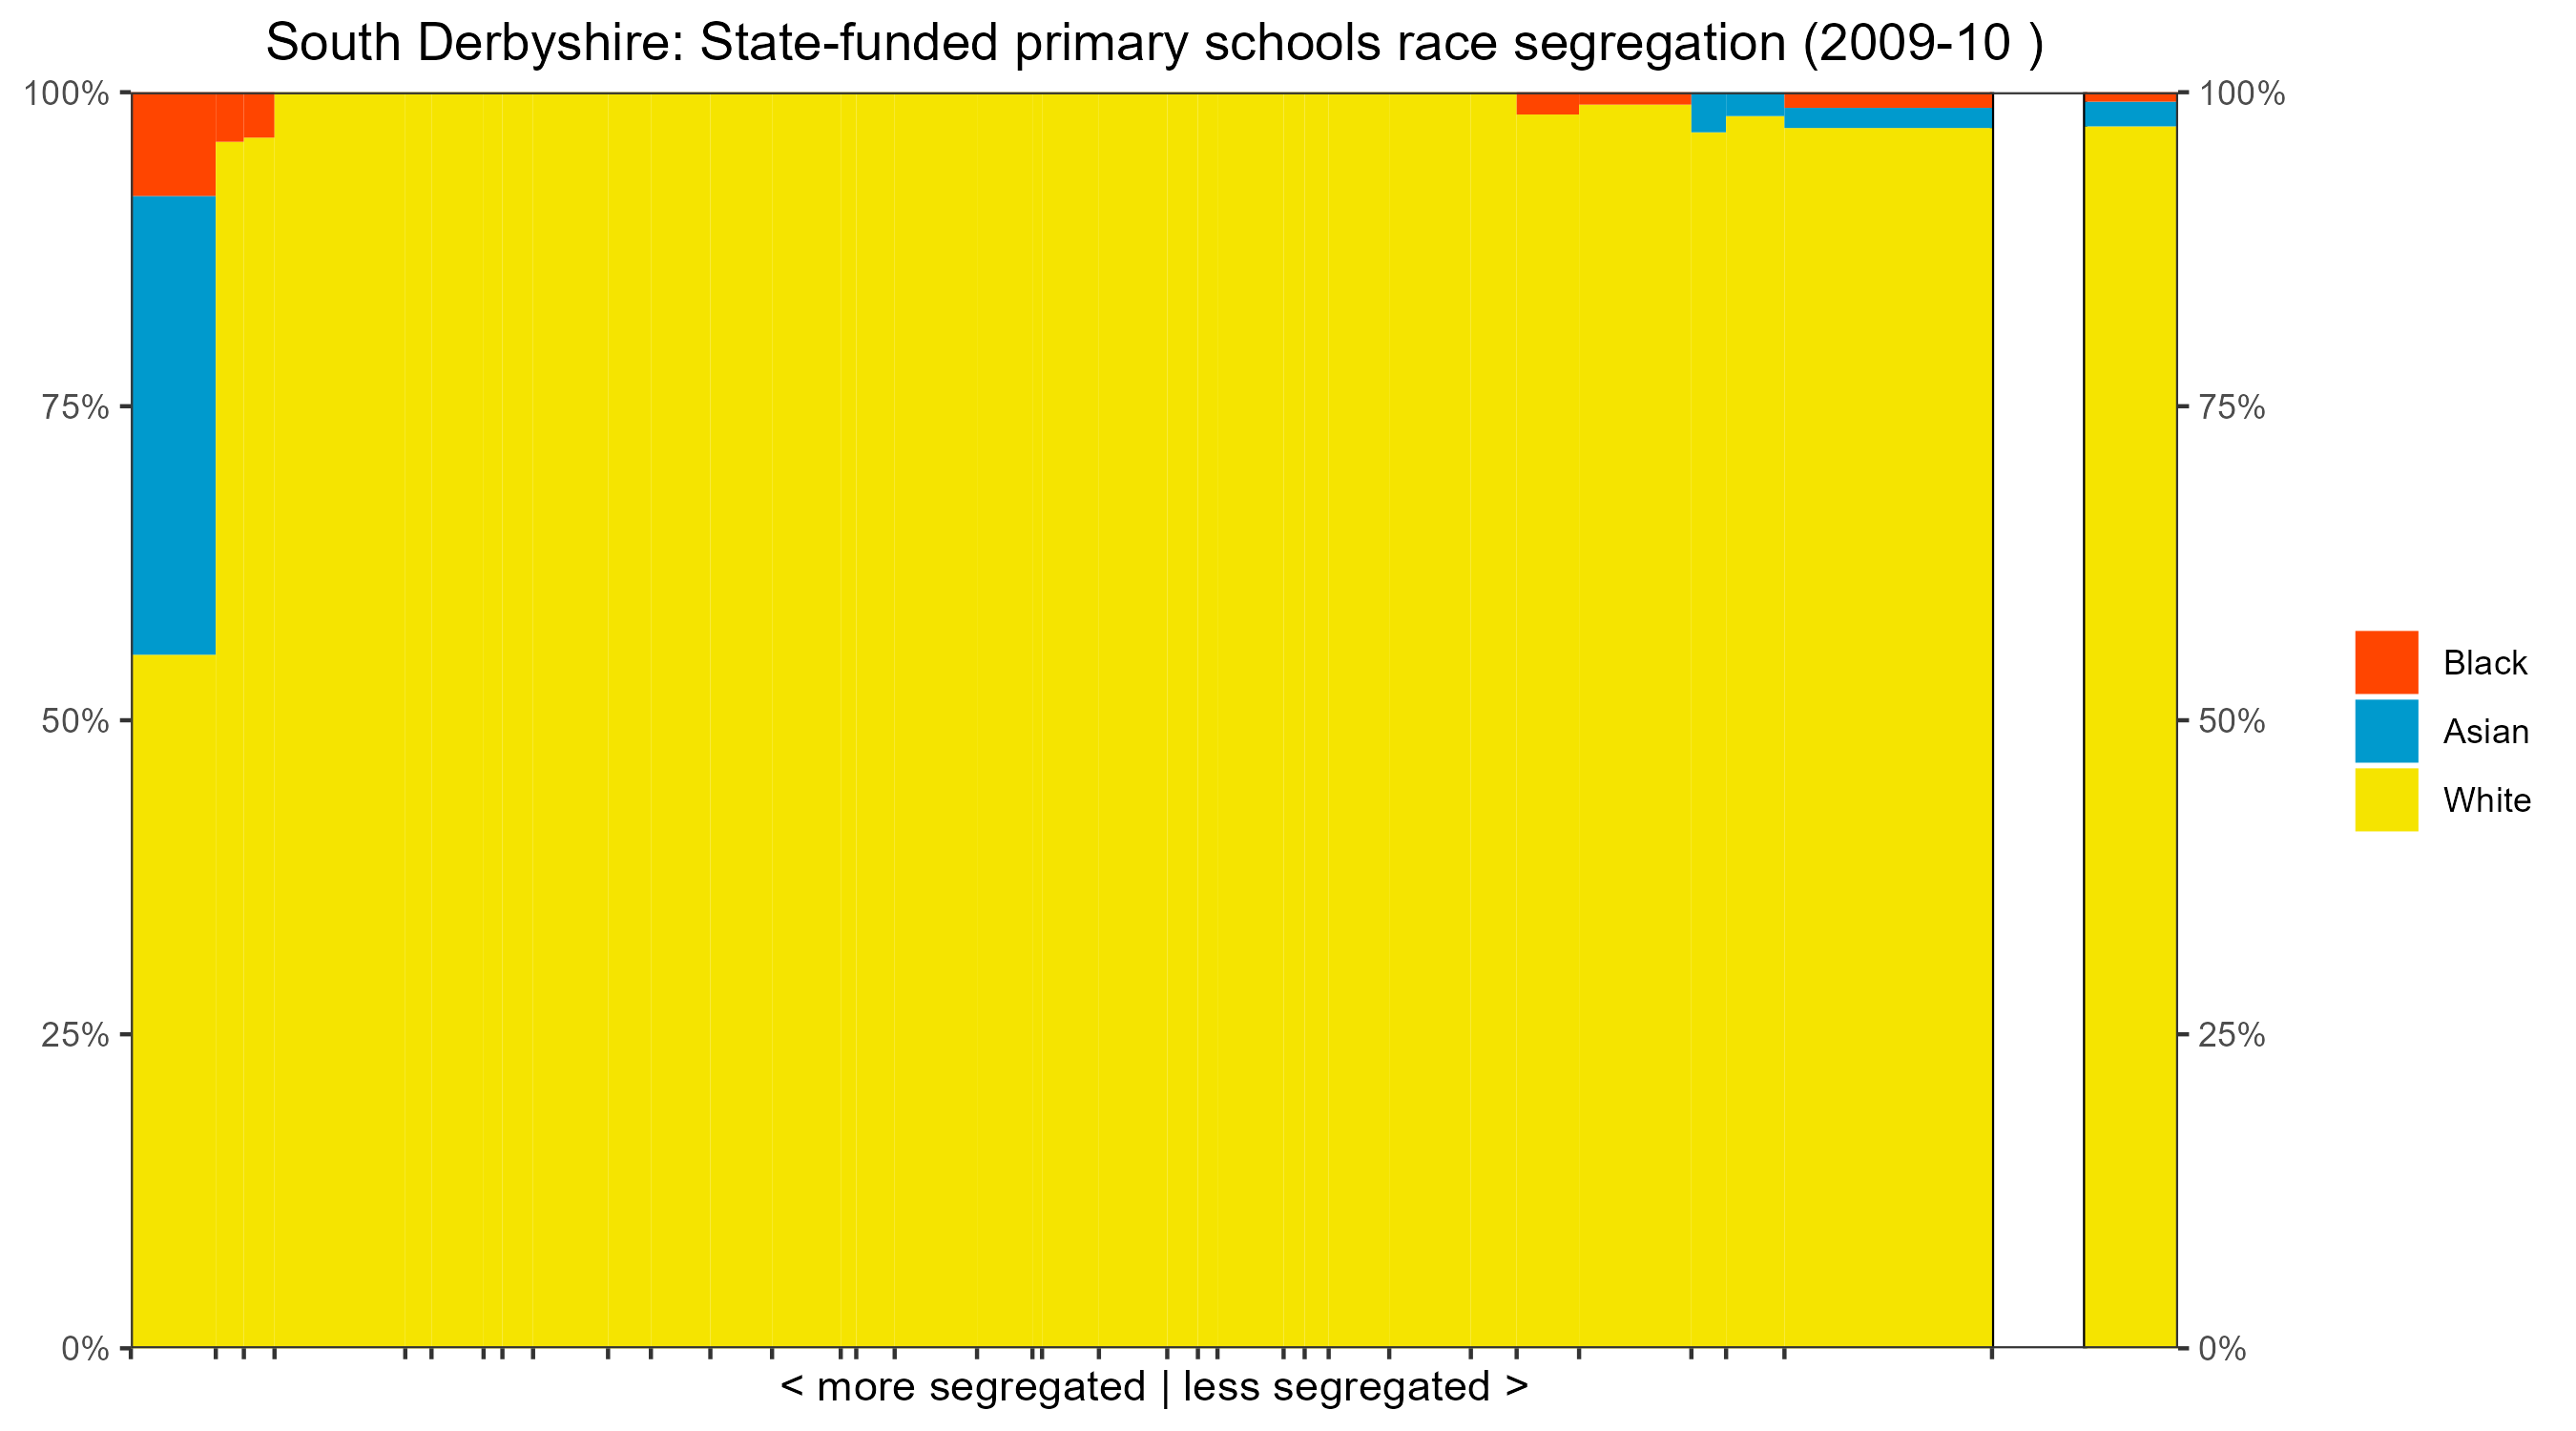 South Derbyshire: State-funded primary schools race segregation (2009-10 )
100%
75%
50%
25%
0%
100%
75%
50%
25%
0%
Black
Asian
White
< more segregated | less segregated >